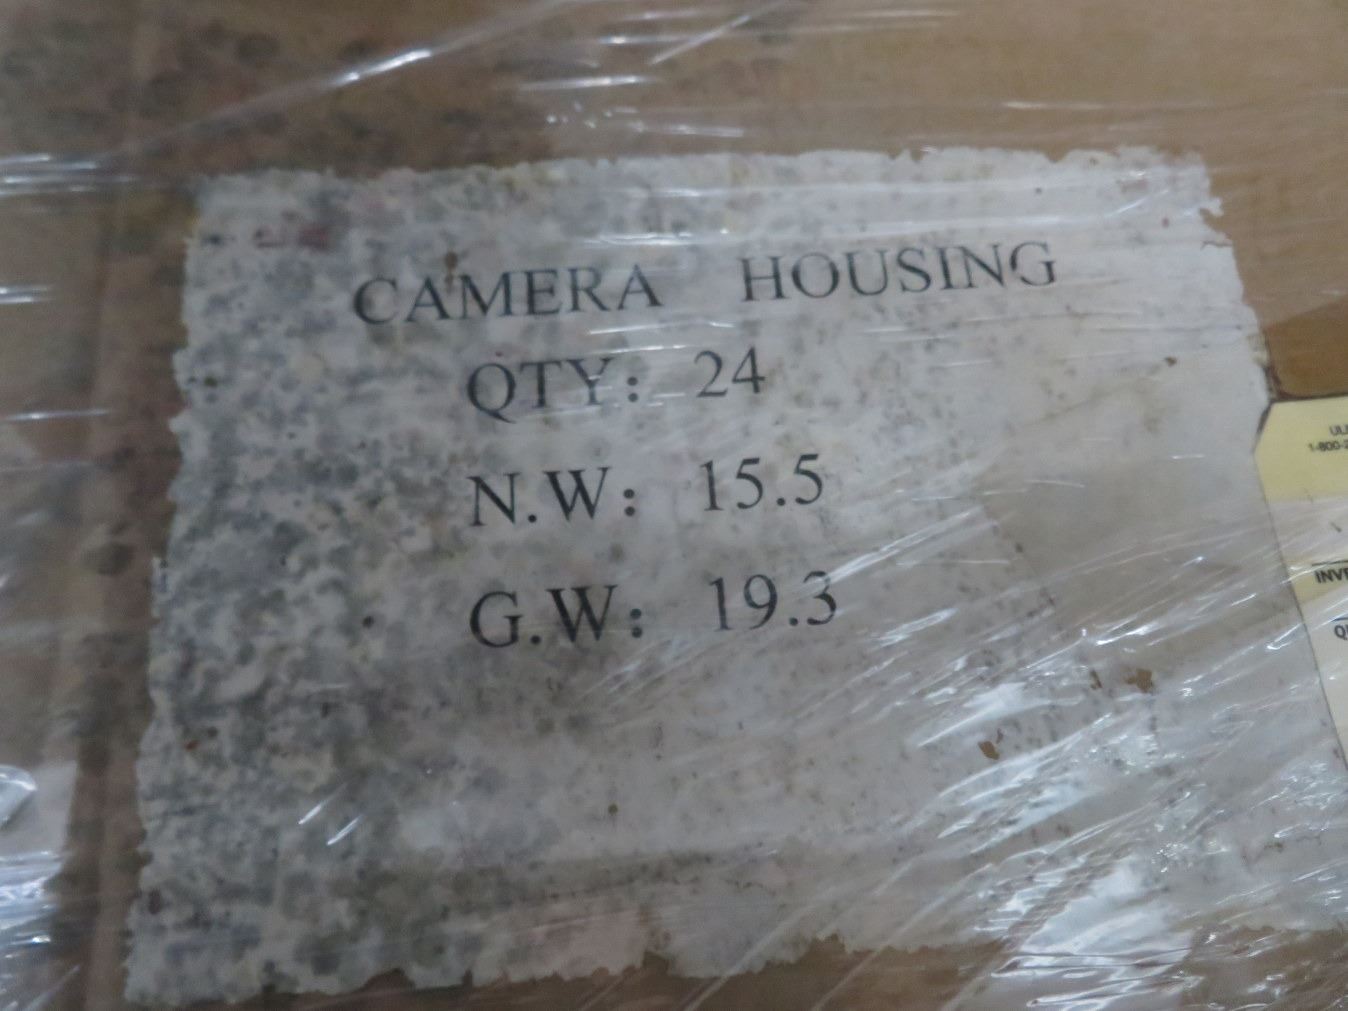 CAMERA HOUSING
QTY: 24
N.W: 15.5
G.W: 19.3